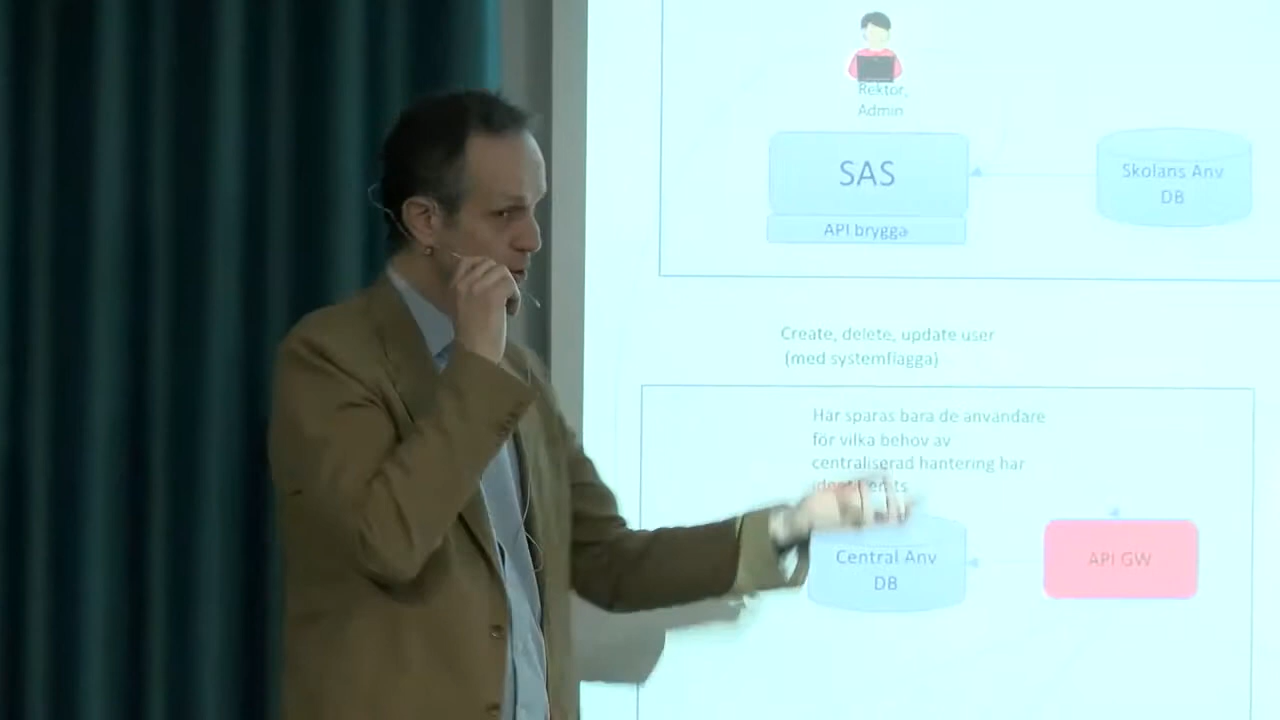 Rektor,
Admin
SAS
API brygga
Skolans Anv
DB
Create, delete, update user
(med systemflagga)
Här sparas bara de användare
för vilka behov av
centraliserad hantering har
Central Anv
DB
API GW